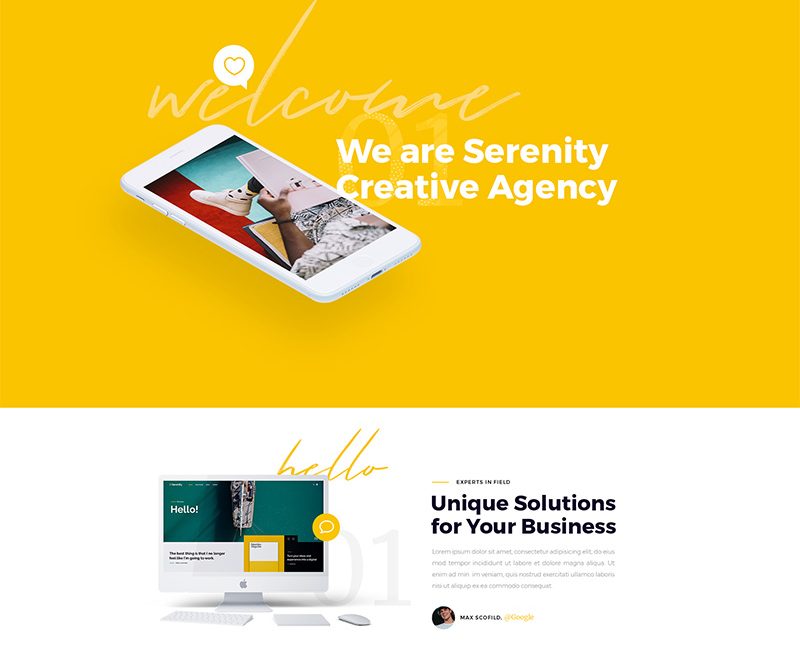 welcome
01
We are Serenity
Creative Agency
hello
Serenity
Hello!
The best thing is that I no longer
feel like I'm going to work.
01
EXPERTS IN FIELD
Unique Solutions
for Your Business
Lorem ipsum dolor sit amet, consectetur adipisicing elit, do eius
mod tempor incididunt ut labore et dolore magna aliqua. Ut
enim ad min im veniam, quis nostrud exercitati ullamco laboris
nisi ut aliquip ex ea commodo consequat.
MAX SCOFILD, @Google